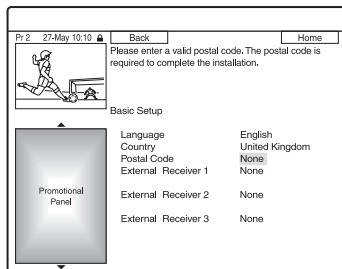 Pr 2 27-May 10:10 Back Home
Please enter a valid postal code. The postal code is
required to complete the installation.
Basic Setup
Language English
Country United Kingdom
Postal Code None
External Receiver 1 None
External Receiver 2 None
External Receiver 3 None
Promotional
Panel